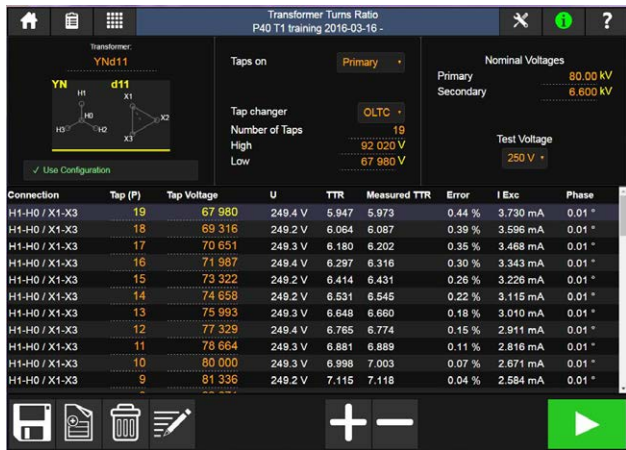 Transformer Turns Ratio
P40 T1 training 2016-03-16 -
i
?
Transformer:
YNd11
YN
d11
H1
H0
H3
H2
X1
X2
X3
✓ Use Configuration
Taps on
Primary
Tap changer
OLTC
Number of Taps
19
High
92 020 V
Low
67 980 V
Nominal Voltages
Primary
80.00 kV
Secondary
6.600 kV
Test Voltage
250 V
Connection Tap (P) Tap Voltage U TTR Measured TTR Error I Exc Phase
H1-H0 / X1-X3 19 67 980 249.4 V 5.947 5.973 0.44 % 3.730 mA 0.01 °
H1-H0 / X1-X3 18 69 316 249.2 V 6.064 6.087 0.39 % 3.596 mA 0.01 °
H1-H0 / X1-X3 17 70 651 249.3 V 6.180 6.202 0.35 % 3.468 mA 0.01 °
H1-H0 / X1-X3 16 71 987 249.4 V 6.297 6.316 0.30 % 3.343 mA 0.01 °
H1-H0 / X1-X3 15 73 322 249.2 V 6.414 6.431 0.26 % 3.226 mA 0.01 °
H1-H0 / X1-X3 14 74 658 249.2 V 6.531 6.545 0.22 % 3.115 mA 0.01 °
H1-H0 / X1-X3 13 75 993 249.3 V 6.648 6.660 0.18 % 3.010 mA 0.01 °
H1-H0 / X1-X3 12 77 329 249.4 V 6.765 6.774 0.15 % 2.911 mA 0.01 °
H1-H0 / X1-X3 11 78 664 249.3 V 6.881 6.889 0.11 % 2.816 mA 0.01 °
H1-H0 / X1-X3 10 80 000 249.3 V 6.998 7.003 0.07 % 2.671 mA 0.01 °
H1-H0 / X1-X3 9 81 336 249.2 V 7.115 7.118 0.04 % 2.584 mA 0.01 °